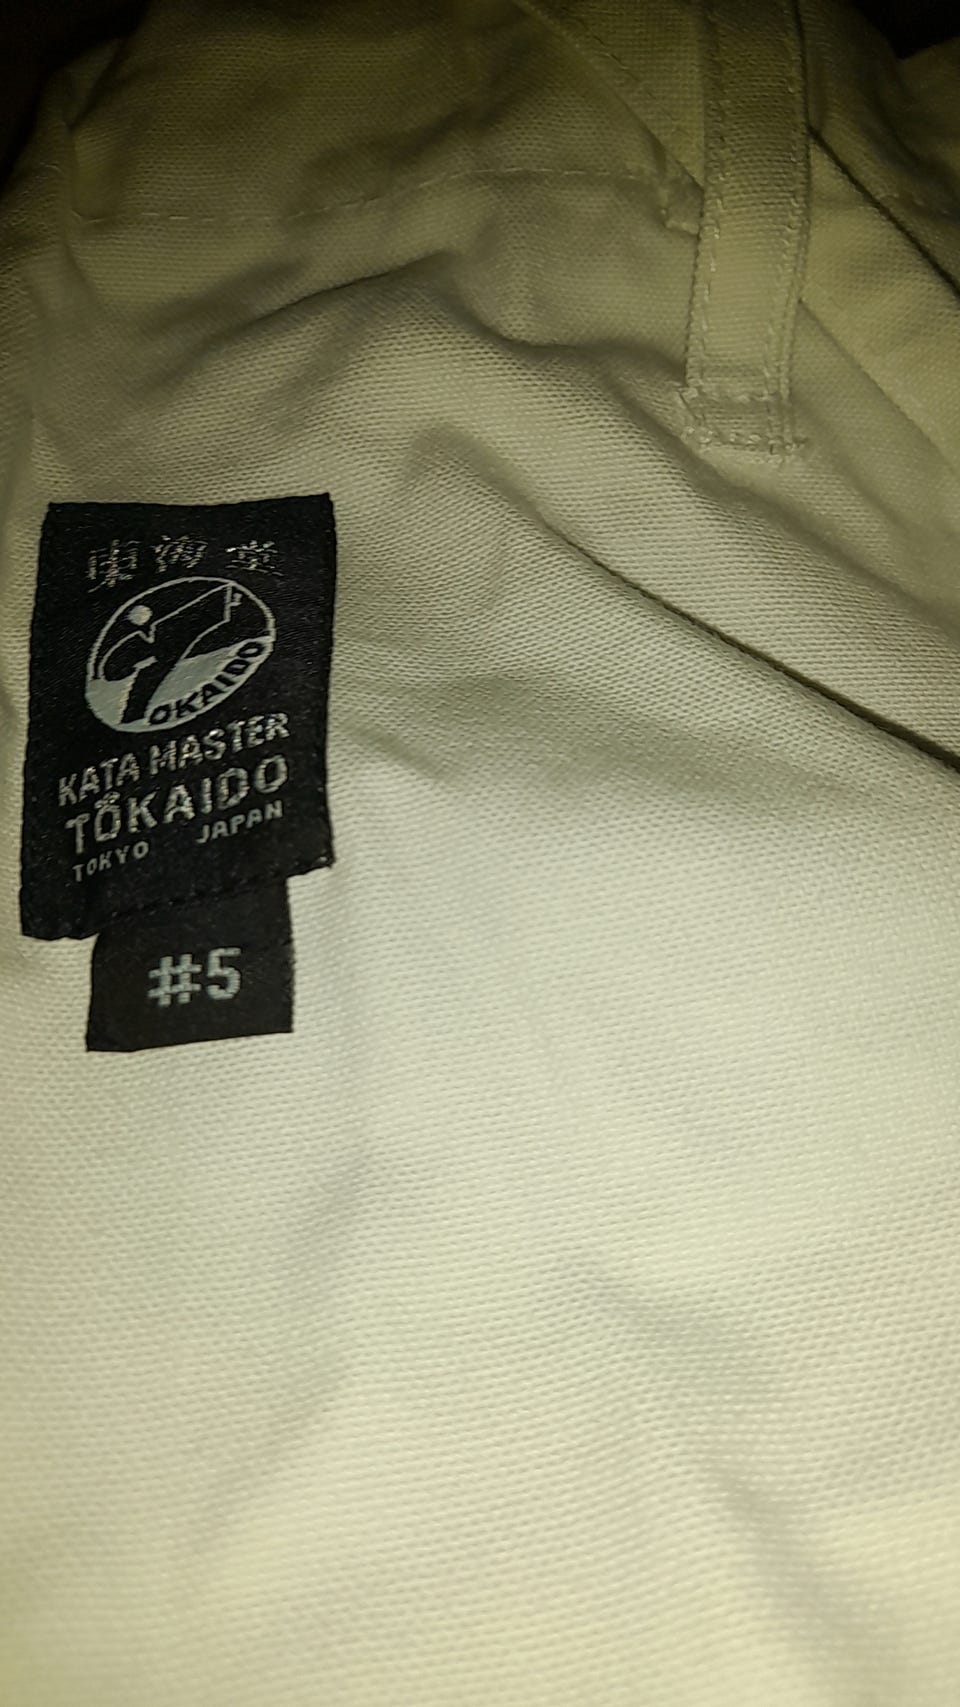 東海堂
TOKAIDO
KATA MASTER
TŌKAIDO
TOKYO JAPAN
#5